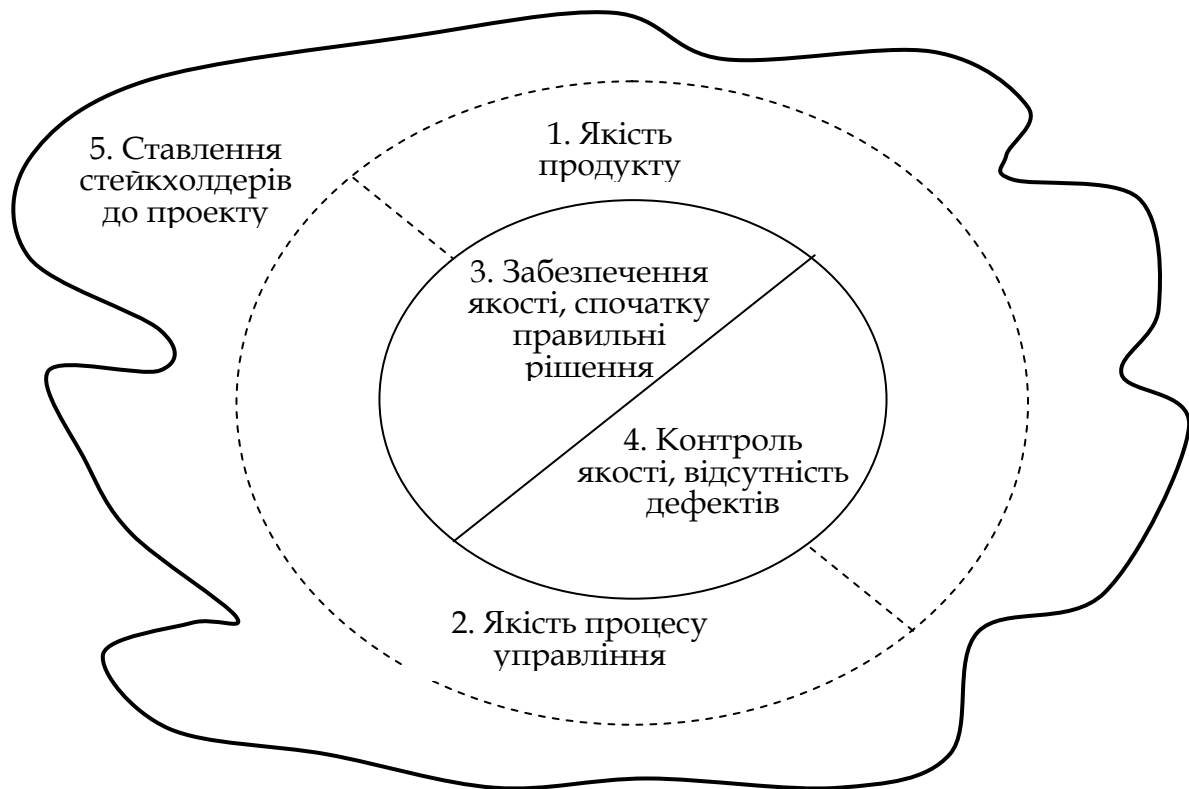 1. Якість
продукту
5. Ставлення
стейкхолдерів
до проекту
3. Забезпечення
якості, спочатку
правильні
рішення
4. Контроль
якості, відсутність
дефектів
2. Якість процесу
управління